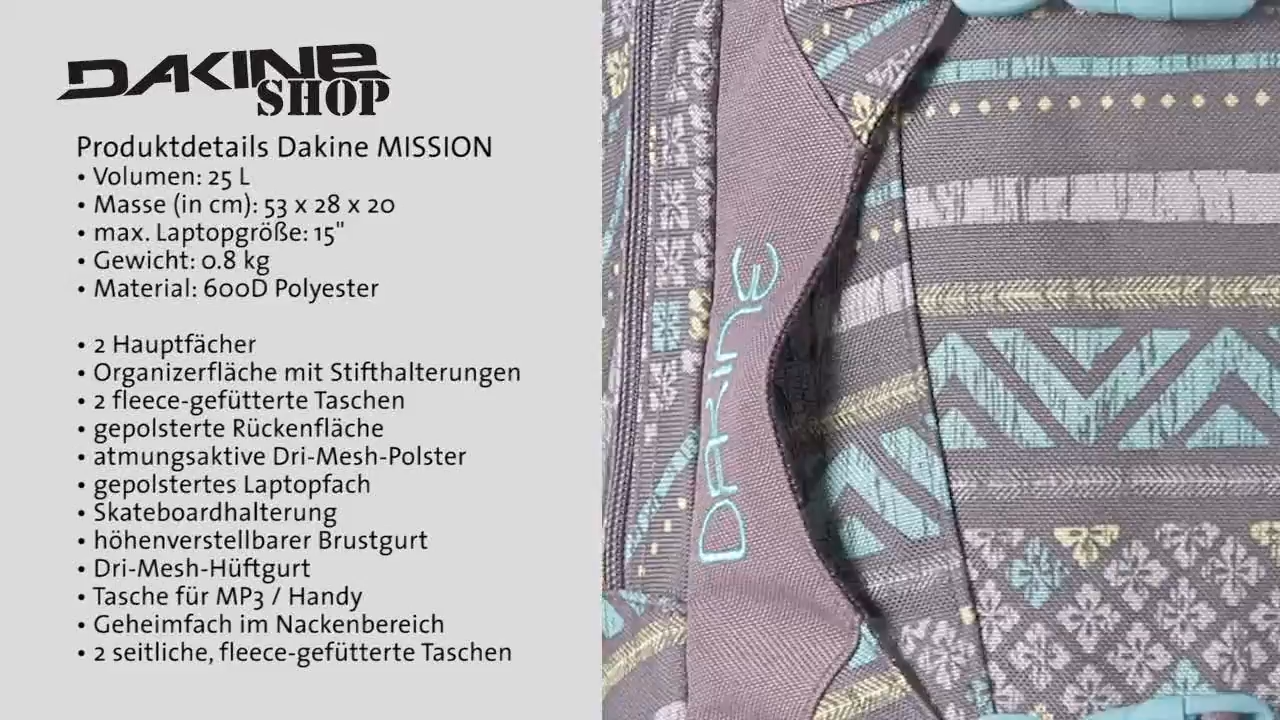 DAKINE
SHOP
Produktdetails Dakine MISSION
• Volumen: 25 L
• Masse (in cm): 53 x 28 x 20
• max. Laptopgröße: 15"
• Gewicht: 0.8 kg
• Material: 600D Polyester
• 2 Hauptfächer
• Organizerfläche mit Stifthalterungen
• 2 fleece-gefütterte Taschen
• gepolsterte Rückenfläche
• atmungsaktive Dri-Mesh-Polster
• gepolstertes Laptopfach
• Skateboardhalterung
• höhenverstellbarer Brustgurt
• Dri-Mesh-Hüftgurt
• Tasche für MP3 / Handy
• Geheimfach im Nackenbereich
• 2 seitliche, fleece-gefütterte Taschen
DAKINE